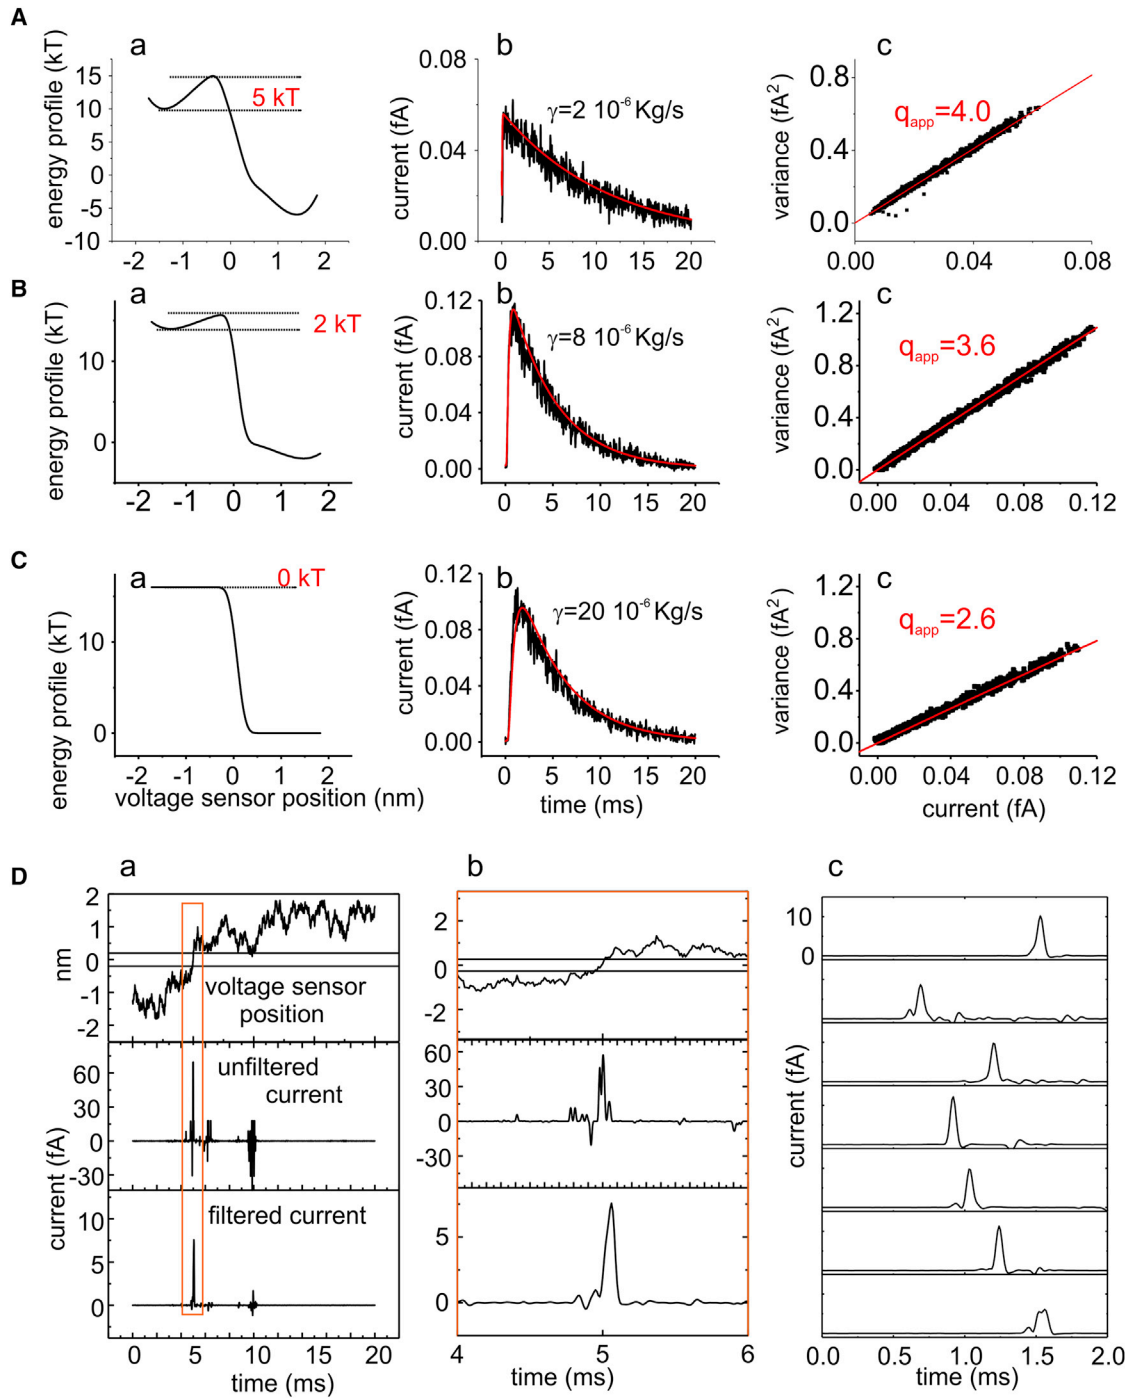 A
a
b
c
energy profile (kT)
15
10
5
0
-5
-10
5 kT
-2 -1 0 1 2
current (fA)
0.08
0.04
0.00
γ=2 10⁻⁶ Kg/s
0 5 10 15 20
variance (fA²)
0.8
0.4
0.0
qapp=4.0
0.00 0.04 0.08
B
a
b
c
energy profile (kT)
10
0
2 kT
-2 -1 0 1 2
current (fA)
0.12
0.08
0.04
0.00
γ=8 10⁻⁶ Kg/s
0 5 10 15 20
variance (fA²)
1.2
0.8
0.4
0.0
qapp=3.6
0.00 0.04 0.08 0.12
C
a
b
c
energy profile (kT)
10
0
0 kT
-2 -1 0 1 2
voltage sensor position (nm)
current (fA)
0.12
0.08
0.04
0.00
γ=20 10⁻⁶ Kg/s
0 5 10 15 20
time (ms)
variance (fA²)
1.2
0.8
0.4
0.0
qapp=2.6
0.00 0.04 0.08 0.12
current (fA)
D
a
b
c
nm
2
1
0
-1
-2
voltage sensor
position
current (fA)
60
30
0
-30
unfiltered
current
10
5
0
filtered current
0 5 10 15 20
time (ms)
2
0
-2
60
30
0
-30
5
0
4 5 6
time (ms)
current (fA)
10
0
0.0 0.5 1.0 1.5 2.0
time (ms)